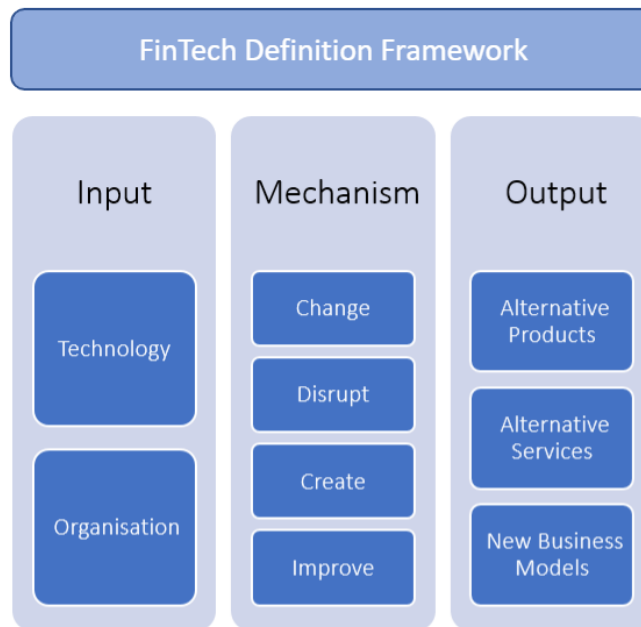 FinTech Definition Framework
Input
Technology
Organisation
Mechanism
Change
Disrupt
Create
Improve
Output
Alternative
Products
Alternative
Services
New Business
Models